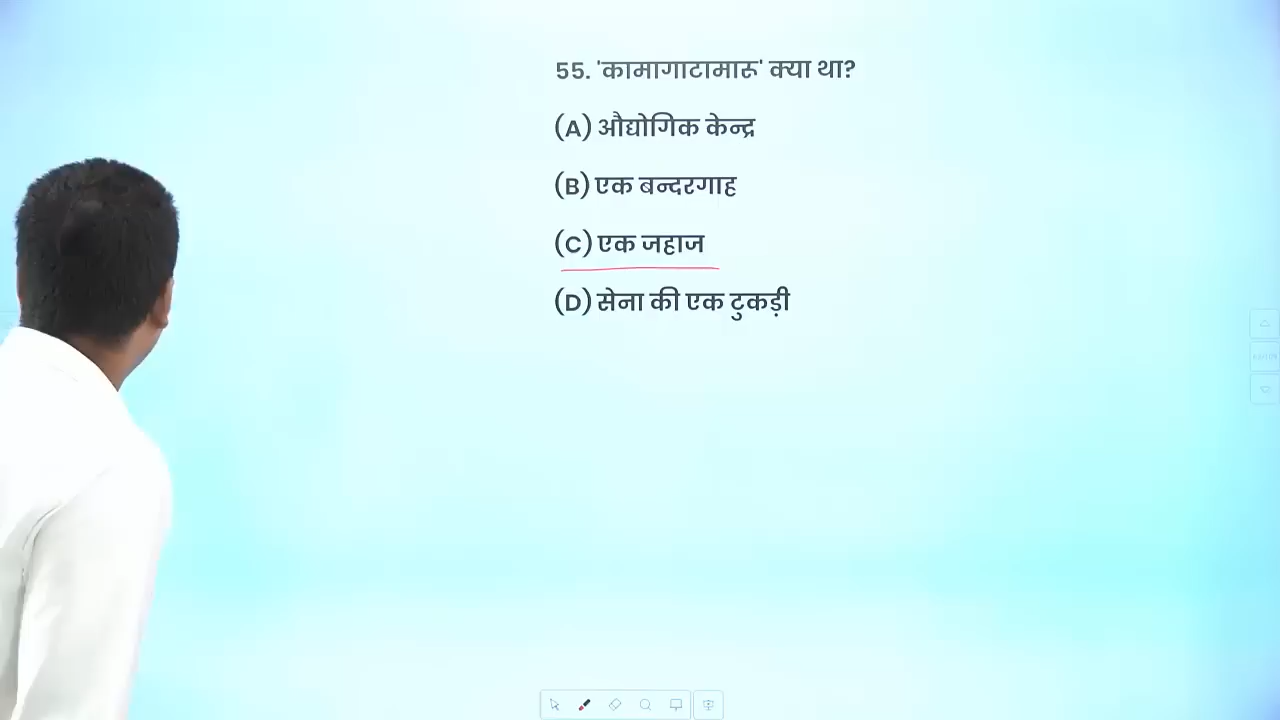 55. 'कामागाटामारू' क्या था?
(A) औद्योगिक केन्द्र
(B) एक बन्दरगाह
(C) एक जहाज
(D) सेना की एक टुकड़ी